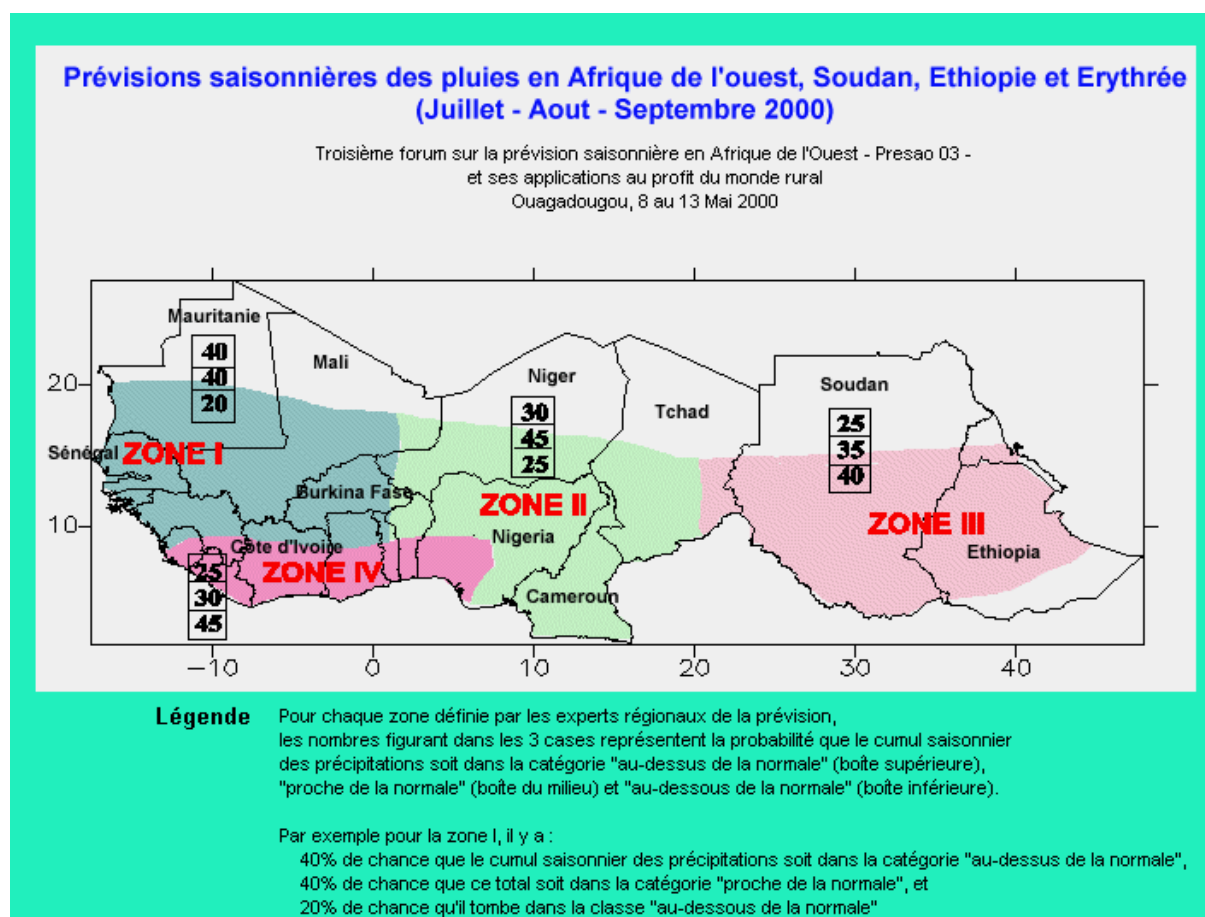 Prévisions saisonnières des pluies en Afrique de l'ouest, Soudan, Ethiopie et Erythrée
(Juillet - Aout - Septembre 2000)
Troisième forum sur la prévision saisonnière en Afrique de l'Ouest - Presao 03 -
et ses applications au profit du monde rural
Ouagadougou, 8 au 13 Mai 2000
Mauritanie
40
40
20
Mali
Niger
30
45
25
Tchad
Soudan
25
35
40
20
Sénégal
ZONE I
Burkina Faso
ZONE II
ZONE III
10
Côte d'Ivoire
Nigeria
Ethiopia
ZONE IV
25
30
45
Cameroun
-10
0
10
20
30
40
Légende
Pour chaque zone définie par les experts régionaux de la prévision,
les nombres figurant dans les 3 cases représentent la probabilité que le cumul saisonnier
des précipitations soit dans la catégorie "au-dessus de la normale" (boîte supérieure),
"proche de la normale" (boîte du milieu) et "au-dessous de la normale" (boîte inférieure).
Par exemple pour la zone I, il y a :
40% de chance que le cumul saisonnier des précipitations soit dans la catégorie "au-dessus de la normale",
40% de chance que ce total soit dans la catégorie "proche de la normale", et
20% de chance qu'il tombe dans la classe "au-dessous de la normale"